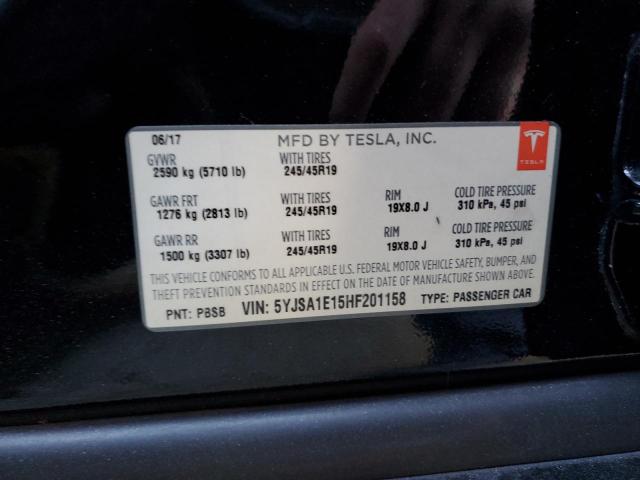 06/17 MFD BY TESLA, INC.
TESLA
GVWR WITH TIRES
2590 kg (5710 lb) 245/45R19
GAWR FRT WITH TIRES RIM COLD TIRE PRESSURE
1276 kg (2813 lb) 245/45R19 19X8.0 J 310 kPa, 45 psi
GAWR RR WITH TIRES RIM COLD TIRE PRESSURE
1500 kg (3307 lb) 245/45R19 19X8.0 J 310 kPa, 45 psi
THIS VEHICLE CONFORMS TO ALL APPLICABLE U.S. FEDERAL MOTOR VEHICLE SAFETY, BUMPER, AND
THEFT PREVENTION STANDARDS IN EFFECT ON THE DATE OF MANUFACTURE SHOWN ABOVE.
PNT: PBSB VIN: 5YJSA1E15HF201158 TYPE: PASSENGER CAR